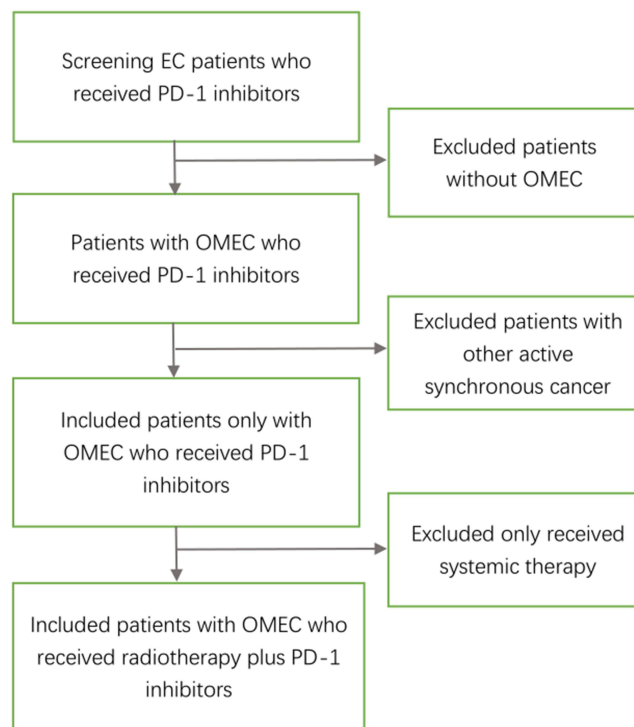 Screening EC patients who
received PD-1 inhibitors
Excluded patients
without OMEC
Patients with OMEC who
received PD-1 inhibitors
Excluded patients with
other active
synchronous cancer
Included patients only with
OMEC who received PD-1
inhibitors
Excluded only received
systemic therapy
Included patients with OMEC who
received radiotherapy plus PD-1
inhibitors